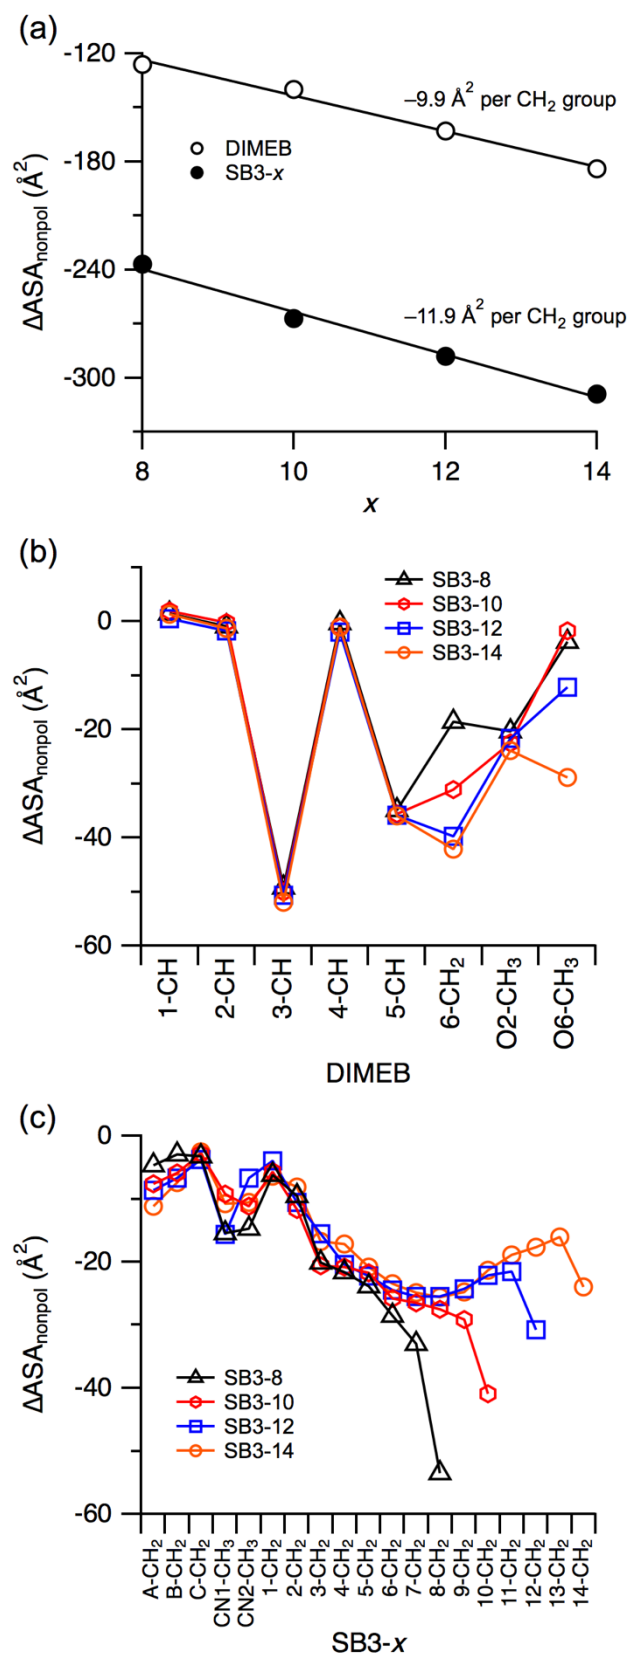 (a)
-120
-180
-240
-300
ΔASAₙₒₙₚₒₗ (Å²)
–9.9 Å² per CH₂ group
DIMEB
SB3-x
–11.9 Å² per CH₂ group
8
10
12
14
x
(b)
0
-20
-40
-60
ΔASAₙₒₙₚₒₗ (Å²)
SB3-8
SB3-10
SB3-12
SB3-14
1-CH
2-CH
3-CH
4-CH
5-CH
6-CH₂
O2-CH₃
O6-CH₃
DIMEB
(c)
0
-20
-40
-60
ΔASAₙₒₙₚₒₗ (Å²)
SB3-8
SB3-10
SB3-12
SB3-14
A-CH₂
B-CH₂
C-CH₂
CN1-CH₃
CN2-CH₃
1-CH₂
2-CH₂
3-CH₂
4-CH₂
5-CH₂
6-CH₂
7-CH₂
8-CH₂
9-CH₂
10-CH₂
11-CH₂
12-CH₂
13-CH₂
14-CH₂
SB3-x